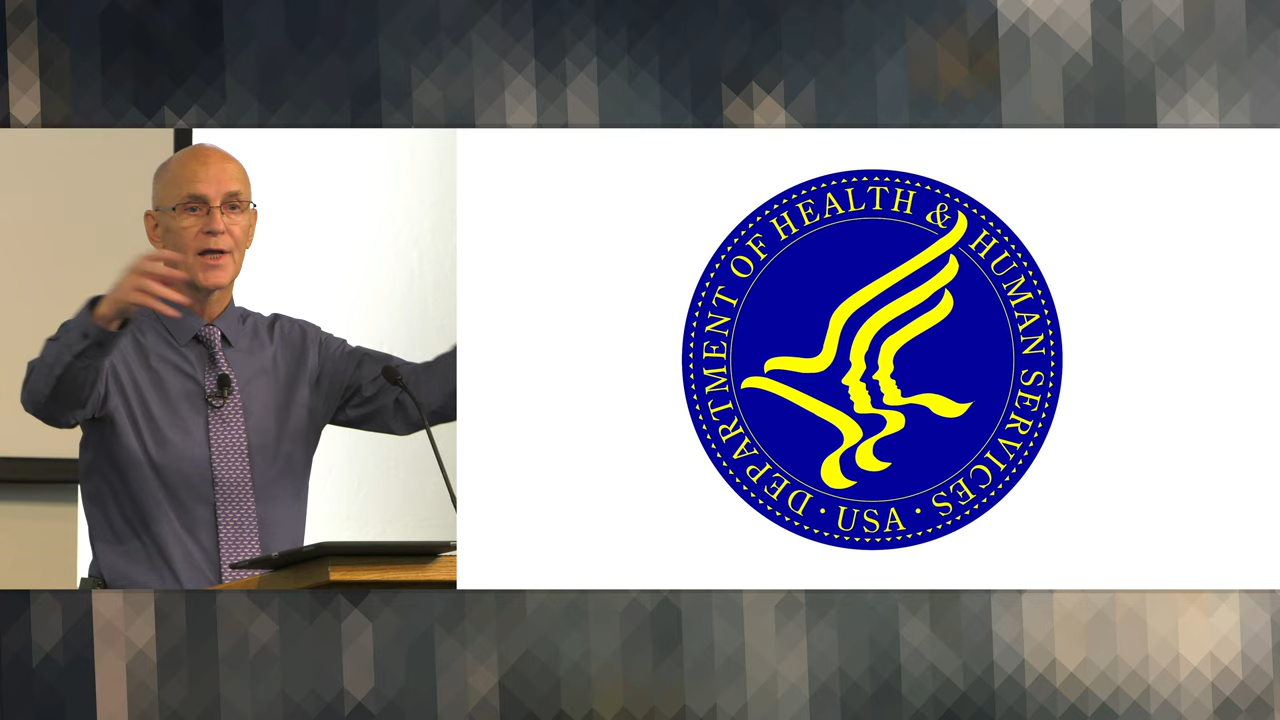 DEPARTMENT OF HEALTH & HUMAN SERVICES
· USA ·